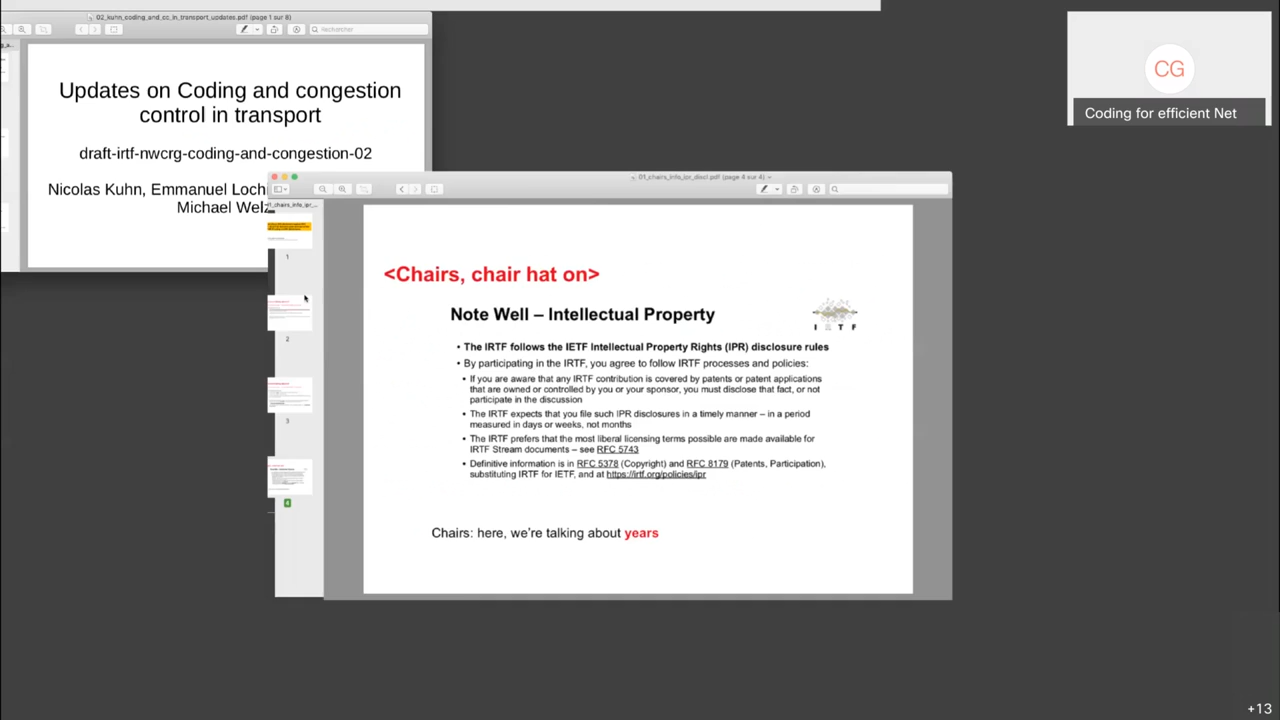 02_kuhn_coding_and_cc_in_transport_updates.pdf (page 1 sur 8)
Rechercher
Updates on Coding and congestion
control in transport
draft-irtf-nwcrg-coding-and-congestion-02
Nicolas Kuhn, Emmanuel Loch
Michael Welz
CG
Coding for efficient Net
01_chairs_info_ipr_discl.pdf (page 4 sur 4)
01_chairs_info_ipr_...
1
2
3
4
<Chairs, chair hat on>
Note Well – Intellectual Property
I R T F
• The IRTF follows the IETF Intellectual Property Rights (IPR) disclosure rules
• By participating in the IRTF, you agree to follow IRTF processes and policies:
• If you are aware that any IRTF contribution is covered by patents or patent applications
that are owned or controlled by you or your sponsor, you must disclose that fact, or not
participate in the discussion
• The IRTF expects that you file such IPR disclosures in a timely manner – in a period
measured in days or weeks, not months
• The IRTF prefers that the most liberal licensing terms possible are made available for
IRTF Stream documents – see RFC 5743
• Definitive information is in RFC 5378 (Copyright) and RFC 8179 (Patents, Participation),
substituting IRTF for IETF, and at https://irtf.org/policies/ipr
Chairs: here, we're talking about years
+13